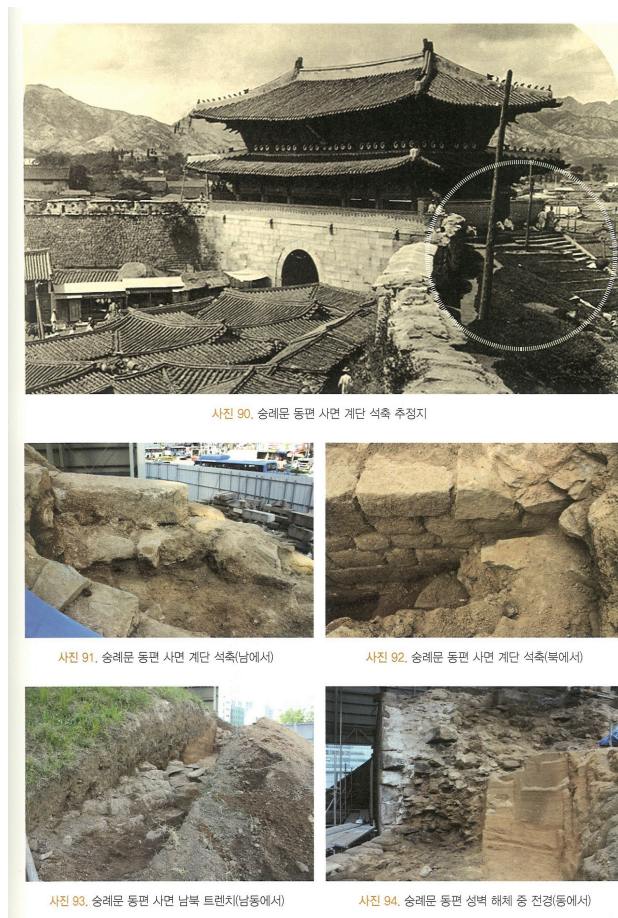 사진 90. 숭례문 동편 사면 계단 석축 추정지
사진 91. 숭례문 동편 사면 계단 석축(남에서)
사진 92. 숭례문 동편 사면 계단 석축(북에서)
사진 93. 숭례문 동편 사면 남북 트렌치(남동에서)
사진 94. 숭례문 동편 성벽 해체 중 전경(동에서)